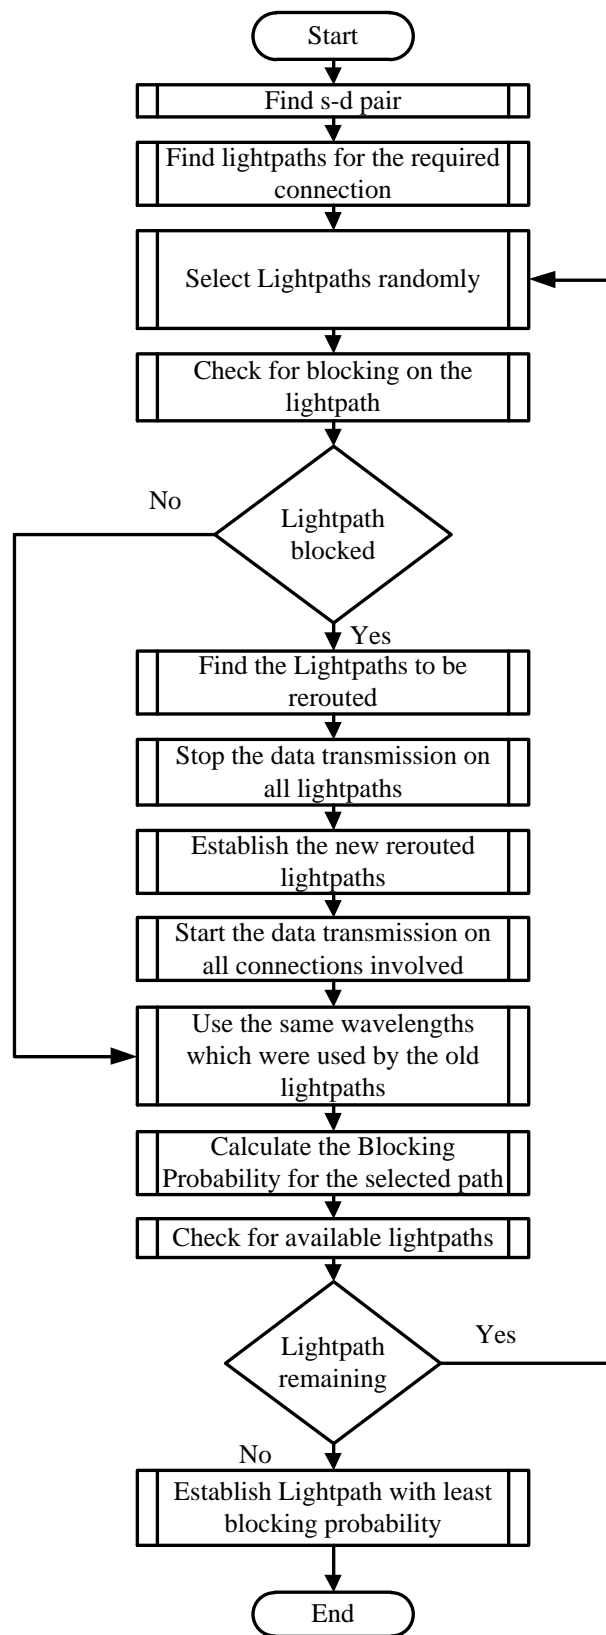 Start
Find s-d pair
Find lightpaths for the required
connection
Select Lightpaths randomly
Check for blocking on the
lightpath
No
Lightpath
blocked
Yes
Find the Lightpaths to be
rerouted
Stop the data transmission on
all lightpaths
Establish the new rerouted
lightpaths
Start the data transmission on
all connections involved
Use the same wavelengths
which were used by the old
lightpaths
Calculate the Blocking
Probability for the selected path
Check for available lightpaths
Lightpath
remaining
Yes
No
Establish Lightpath with least
blocking probability
End